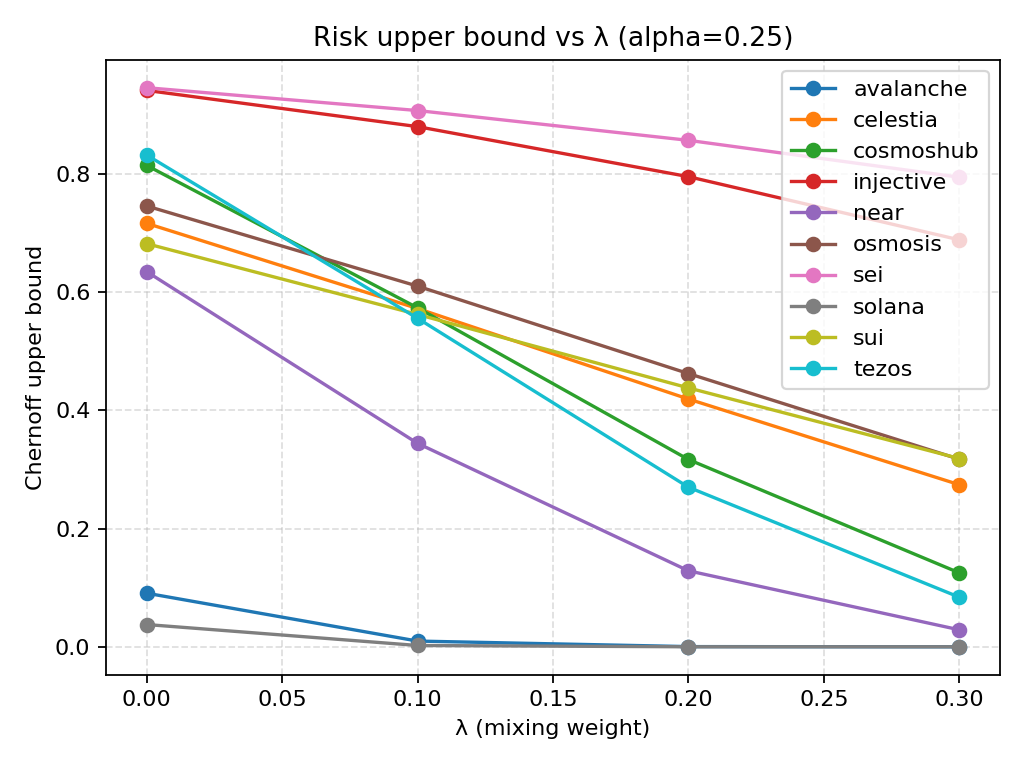 Risk upper bound vs λ (alpha=0.25)
Chernoff upper bound
0.8
0.6
0.4
0.2
0.0
avalanche
celestia
cosmoshub
injective
near
osmosis
sei
solana
sui
tezos
0.00 0.05 0.10 0.15 0.20 0.25 0.30
λ (mixing weight)